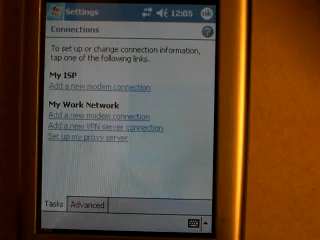 Settings 12:05 ok
Connections ?
To set up or change connection information,
tap one of the following links.
My ISP
Add a new modem connection
My Work Network
Add a new modem connection
Add a new VPN server connection
Set up my proxy server
Tasks Advanced